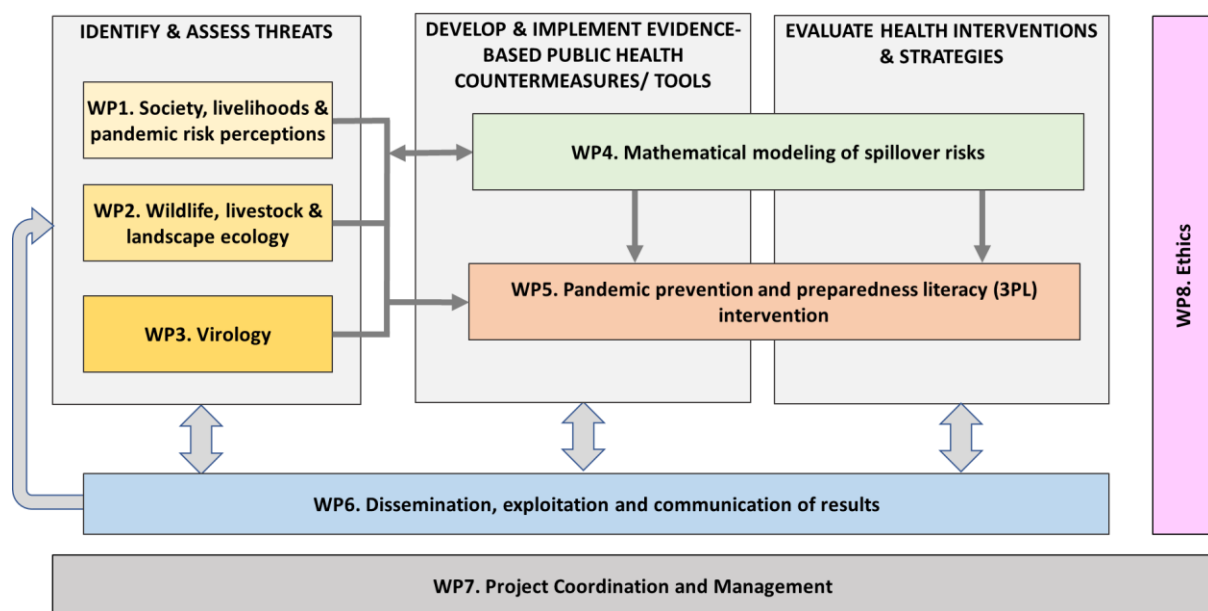 IDENTIFY & ASSESS THREATS
WP1. Society, livelihoods &
pandemic risk perceptions
WP2. Wildlife, livestock &
landscape ecology
WP3. Virology
DEVELOP & IMPLEMENT EVIDENCE-
BASED PUBLIC HEALTH
COUNTERMEASURES/ TOOLS
EVALUATE HEALTH INTERVENTIONS
& STRATEGIES
WP4. Mathematical modeling of spillover risks
WP5. Pandemic prevention and preparedness literacy (3PL)
intervention
WP6. Dissemination, exploitation and communication of results
WP7. Project Coordination and Management
WP8. Ethics